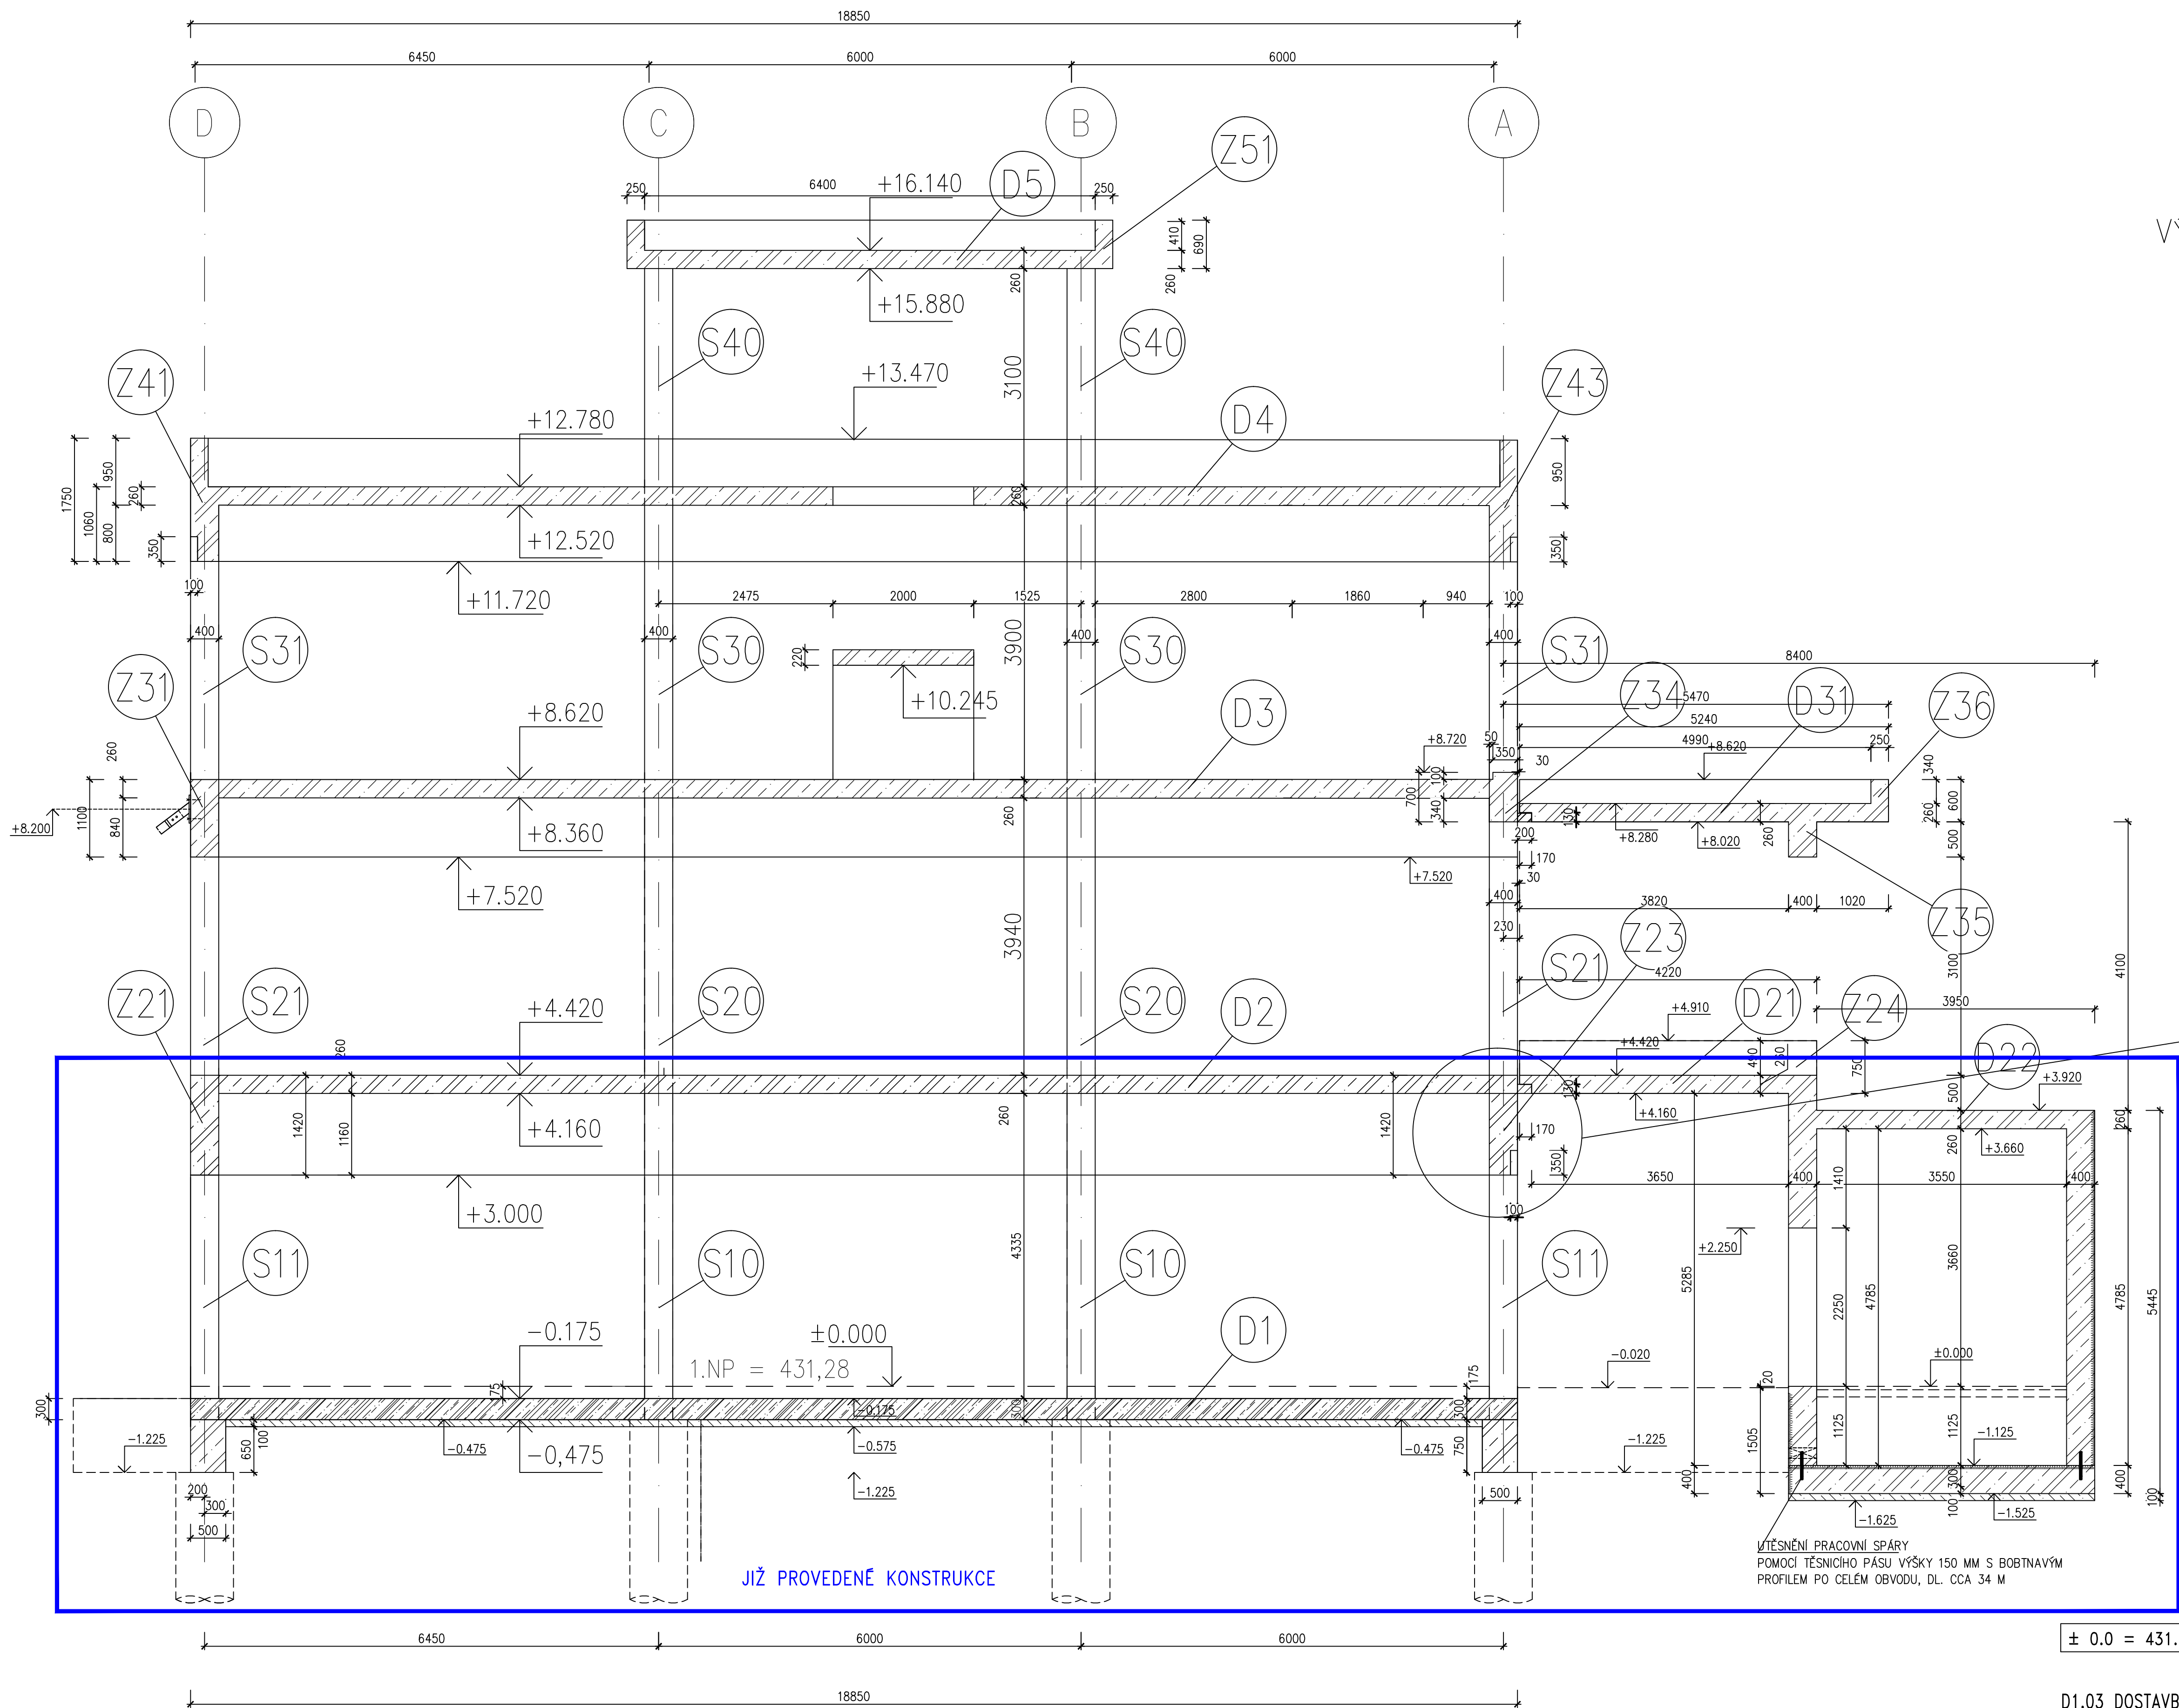 18850
6450 6000 6000
D C B A
Z51
D5
250 6400 250
+16.140
VÝ
410 690
260 260
+15.880
S40 S40
+13.470
3100
Z41 Z43
+12.780
D4
1750 1060 950 800 260 350
260
950 350
+12.520
100
+11.720
2475 2000 1525 2800 1860 940 100
400 400 400 400
S31 S30 S30 S31
3900
220
8400
Z31
+10.245
Z34
5470
D31
Z36
5240
+8.620
D3
4990 250
+8.620
50
+8.720
350 30
260
1100 840
700 100 340
340 260 600
+8.200
+8.360
260
130
+8.280
+8.020
260
500
200
170
+7.520
+7.520
30
400
3820 400 1020
3940
230
Z35
Z23
S21
4220
3100
4100
Z21 S21 S20 S20
D21
Z24
3950
+4.420
D2
+4.910
+4.420
490 260 750
D22
260
+3.920
130
500
+4.160
1420 1160
260
1420
+4.160
260
260
170
+3.660
350
3650 400 3550 400
1410
+3.000
100
S11 S10 S10 S11
4335
+2.250
5285
2250 4785 3660
4785 5445
-0.175
±0.000
D1
1.NP = 431,28
-0.020
±0.000
175
20
75
300
-0.175
300
300
1125 1125
1505
-1.225
100
650
-0.475
-0,475
-0.575
-0.475
750
-1.225
-1.125
400
300
400
200
300
500
-1.225
500
100
-1.625
-1.525
100
UTĚSNĚNÍ PRACOVNÍ SPÁRY
POMOCÍ TĚSNICÍHO PÁSU VÝŠKY 150 MM S BOBTNAVÝM
PROFILEM PO CELÉM OBVODU, DL. CCA 34 M
JIŽ PROVEDENÉ KONSTRUKCE
6450 6000 6000
± 0.0 = 431.
18850
D1.03 DOSTAVB